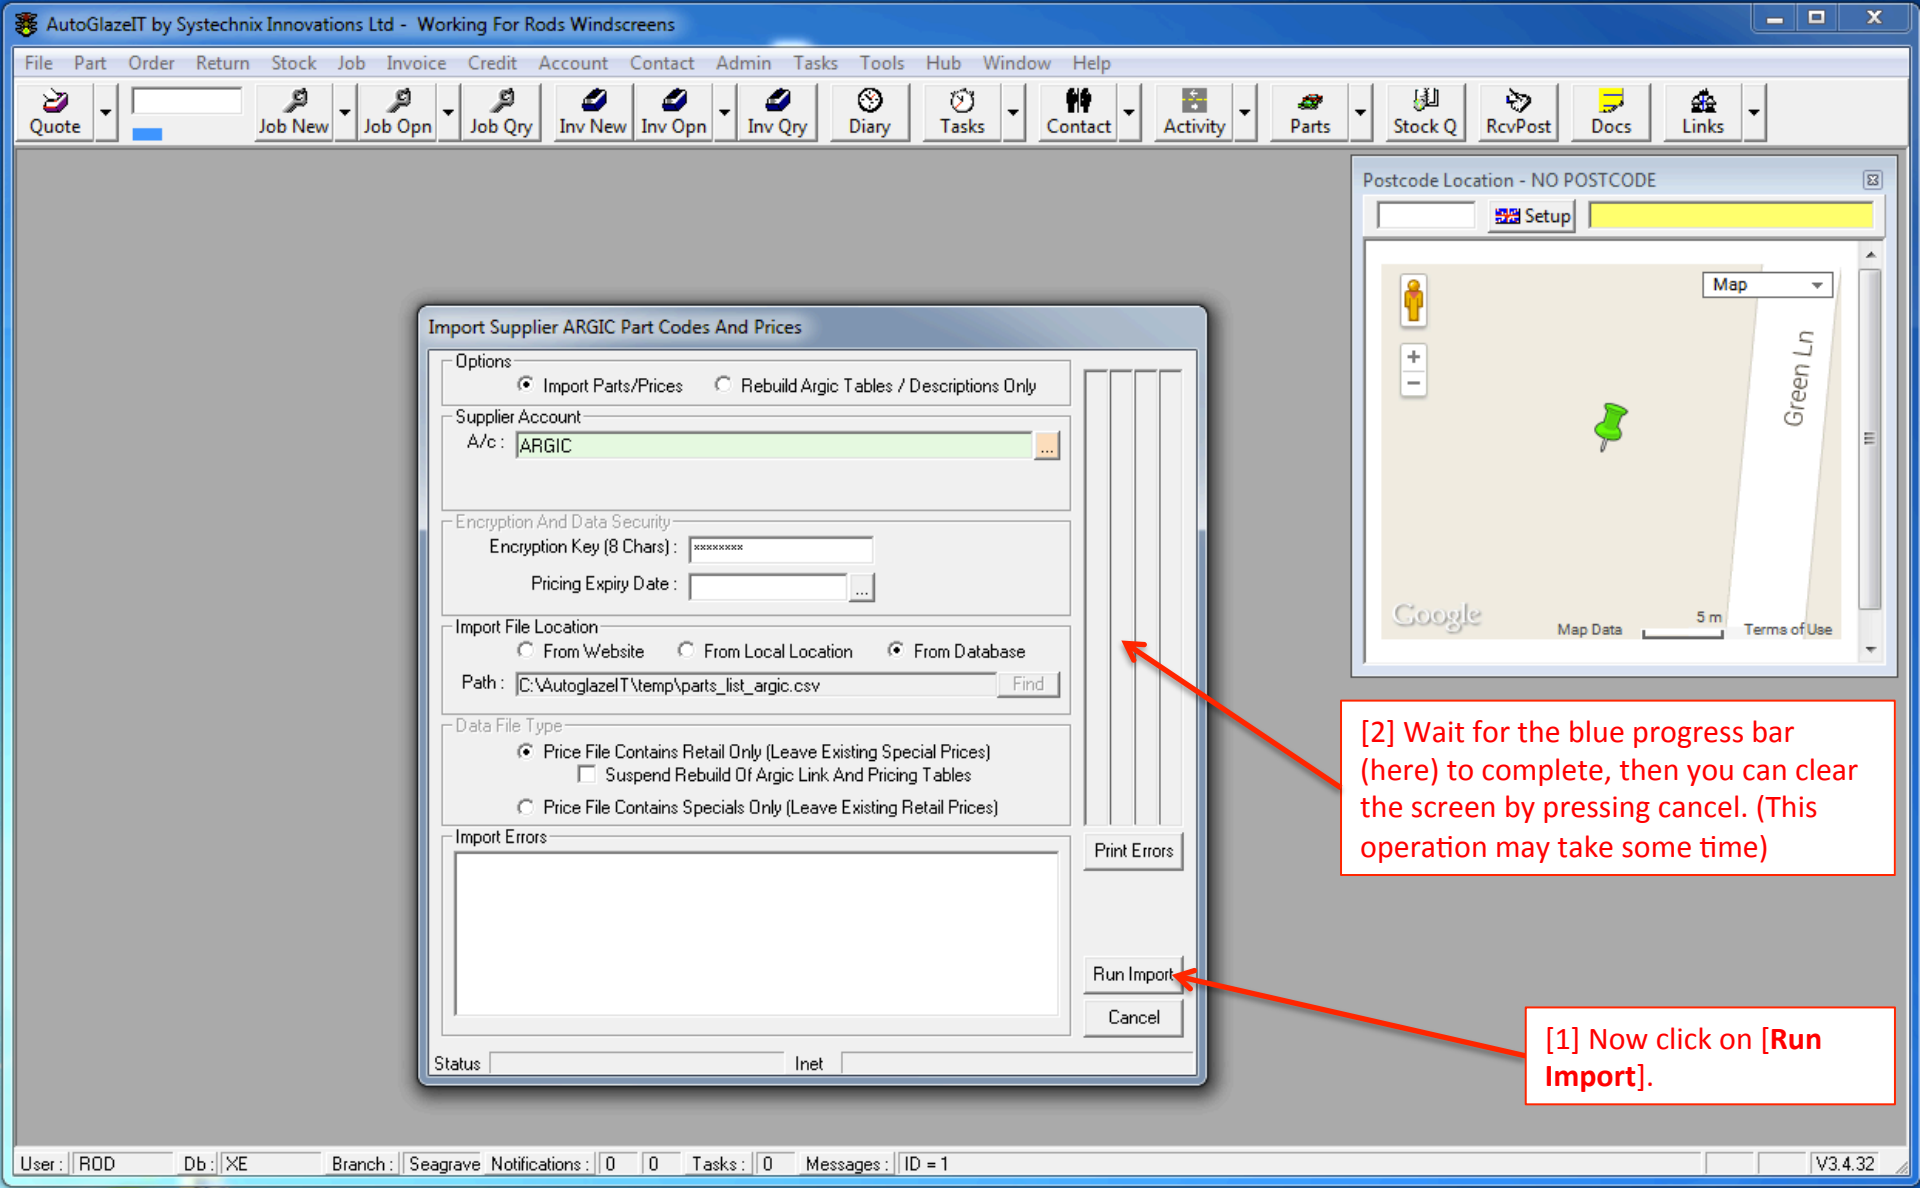 AutoGlazeIT by Systechnix Innovations Ltd - Working For Rods Windscreens
File Part Order Return Stock Job Invoice Credit Account Contact Admin Tasks Tools Hub Window Help
Quote Job New Job Opn Job Qry Inv New Inv Opn Inv Qry Diary Tasks Contact Activity Parts Stock Q RcvPost Docs Links
Postcode Location - NO POSTCODE
Setup
Map
Green Ln
Google
Map Data 5 m Terms of Use
Import Supplier ARGIC Part Codes And Prices
Options
Import Parts/Prices Rebuild Argic Tables / Descriptions Only
Supplier Account
A/c : ARGIC ...
Encryption And Data Security
Encryption Key (8 Chars) : ********
Pricing Expiry Date : ...
Import File Location
From Website From Local Location From Database
Path : C:\AutoglazeIT\temp\parts_list_argic.csv Find
Data File Type
Price File Contains Retail Only (Leave Existing Special Prices)
Suspend Rebuild Of Argic Link And Pricing Tables
Price File Contains Specials Only (Leave Existing Retail Prices)
Import Errors
Print Errors
Run Import
Cancel
Status Inet
[2] Wait for the blue progress bar
(here) to complete, then you can clear
the screen by pressing cancel. (This
operation may take some time)
[1] Now click on [Run
Import].
User : ROD Db : XE Branch : Seagrave Notifications : 0 0 Tasks : 0 Messages : ID = 1 V3.4.32